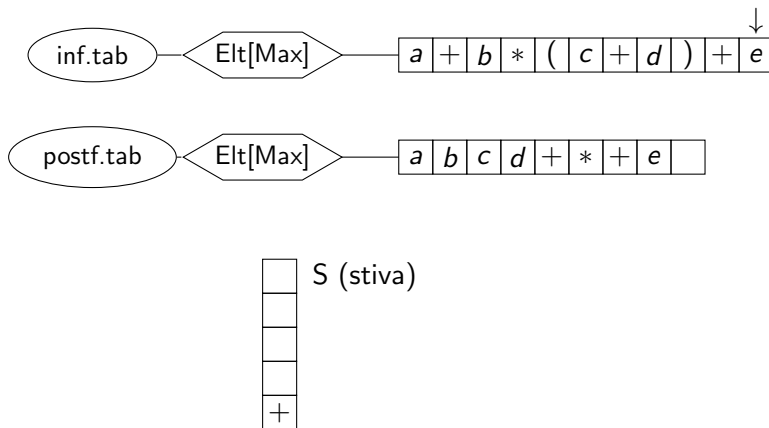 ↓
inf.tab Elt[Max] a + b * ( c + d ) + e
postf.tab Elt[Max] a b c d + * + e
S (stiva)
+